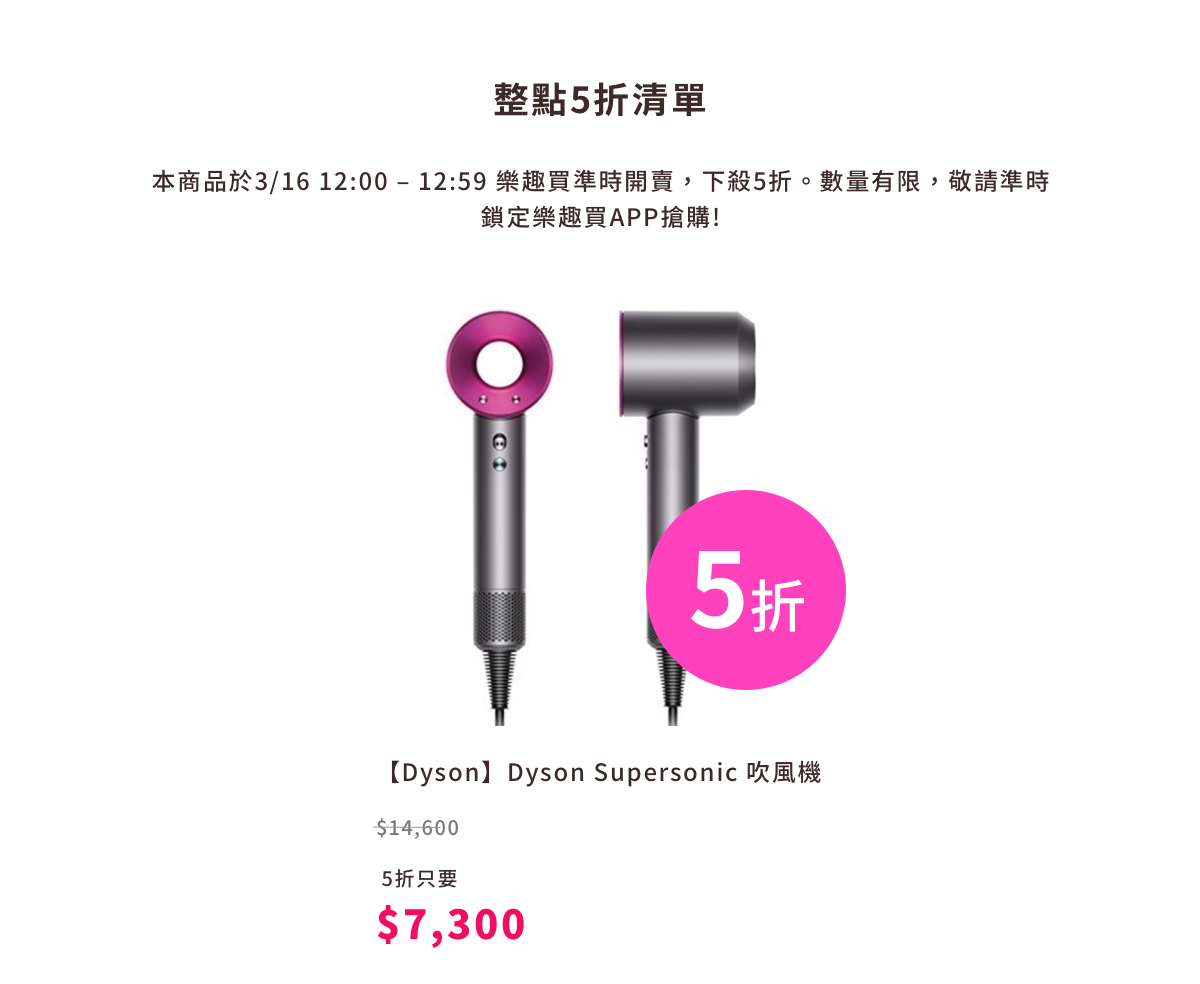 整點5折清單
本商品於3/16 12:00 – 12:59 樂趣買準時開賣，下殺5折。數量有限，敬請準時
鎖定樂趣買APP搶購!
5折
【Dyson】Dyson Supersonic 吹風機
$14,600
5折只要
$7,300